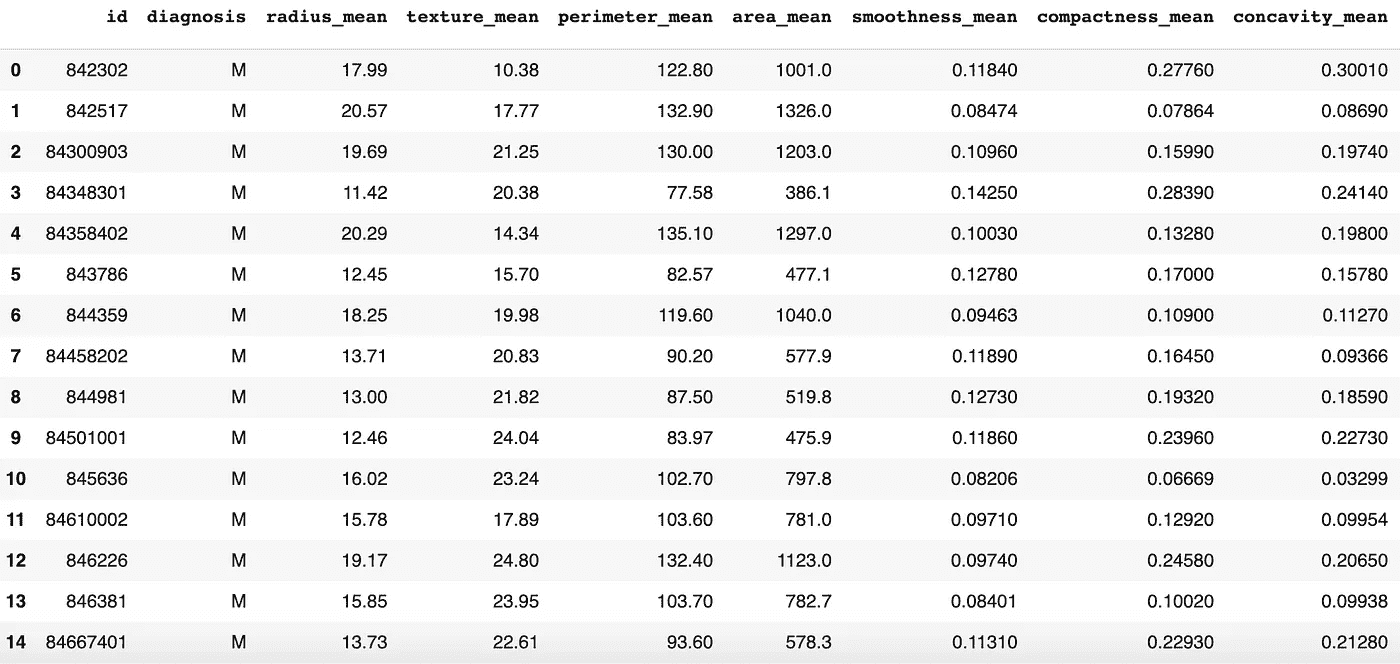 id diagnosis radius_mean texture_mean perimeter_mean area_mean smoothness_mean compactness_mean concavity_mean
0 842302 M 17.99 10.38 122.80 1001.0 0.11840 0.27760 0.30010
1 842517 M 20.57 17.77 132.90 1326.0 0.08474 0.07864 0.08690
2 84300903 M 19.69 21.25 130.00 1203.0 0.10960 0.15990 0.19740
3 84348301 M 11.42 20.38 77.58 386.1 0.14250 0.28390 0.24140
4 84358402 M 20.29 14.34 135.10 1297.0 0.10030 0.13280 0.19800
5 843786 M 12.45 15.70 82.57 477.1 0.12780 0.17000 0.15780
6 844359 M 18.25 19.98 119.60 1040.0 0.09463 0.10900 0.11270
7 84458202 M 13.71 20.83 90.20 577.9 0.11890 0.16450 0.09366
8 844981 M 13.00 21.82 87.50 519.8 0.12730 0.19320 0.18590
9 84501001 M 12.46 24.04 83.97 475.9 0.11860 0.23960 0.22730
10 845636 M 16.02 23.24 102.70 797.8 0.08206 0.06669 0.03299
11 84610002 M 15.78 17.89 103.60 781.0 0.09710 0.12920 0.09954
12 846226 M 19.17 24.80 132.40 1123.0 0.09740 0.24580 0.20650
13 846381 M 15.85 23.95 103.70 782.7 0.08401 0.10020 0.09938
14 84667401 M 13.73 22.61 93.60 578.3 0.11310 0.22930 0.21280